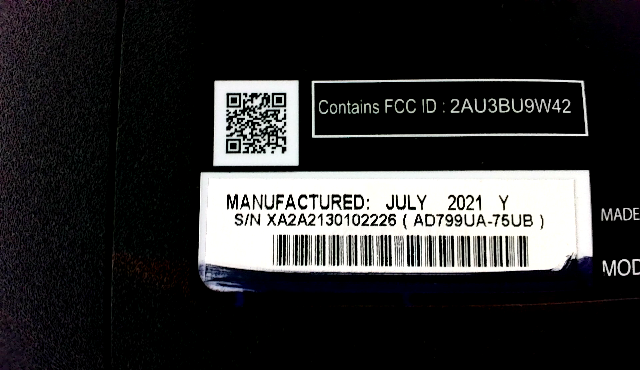 Contains FCC ID : 2AU3BU9W42
MANUFACTURED: JULY 2021 Y
S/N XA2A2130102226 ( AD799UA-75UB )
MADE
MOD